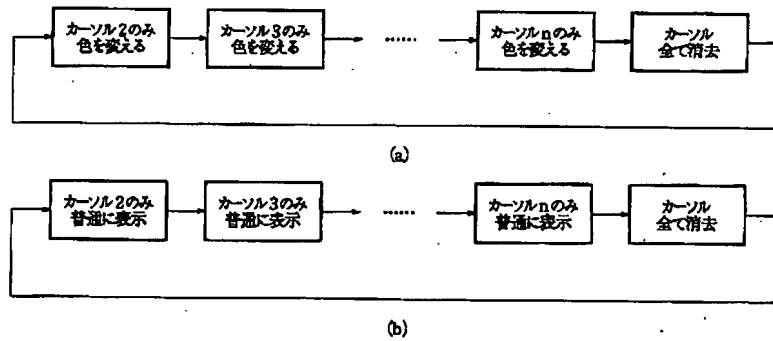 カーソル2のみ
色を変える
カーソル3のみ
色を変える
……
カーソルnのみ
色を変える
カーソル
全て消去
(a)
カーソル2のみ
普通に表示
カーソル3のみ
普通に表示
……
カーソルnのみ
普通に表示
カーソル
全て消去
(b)